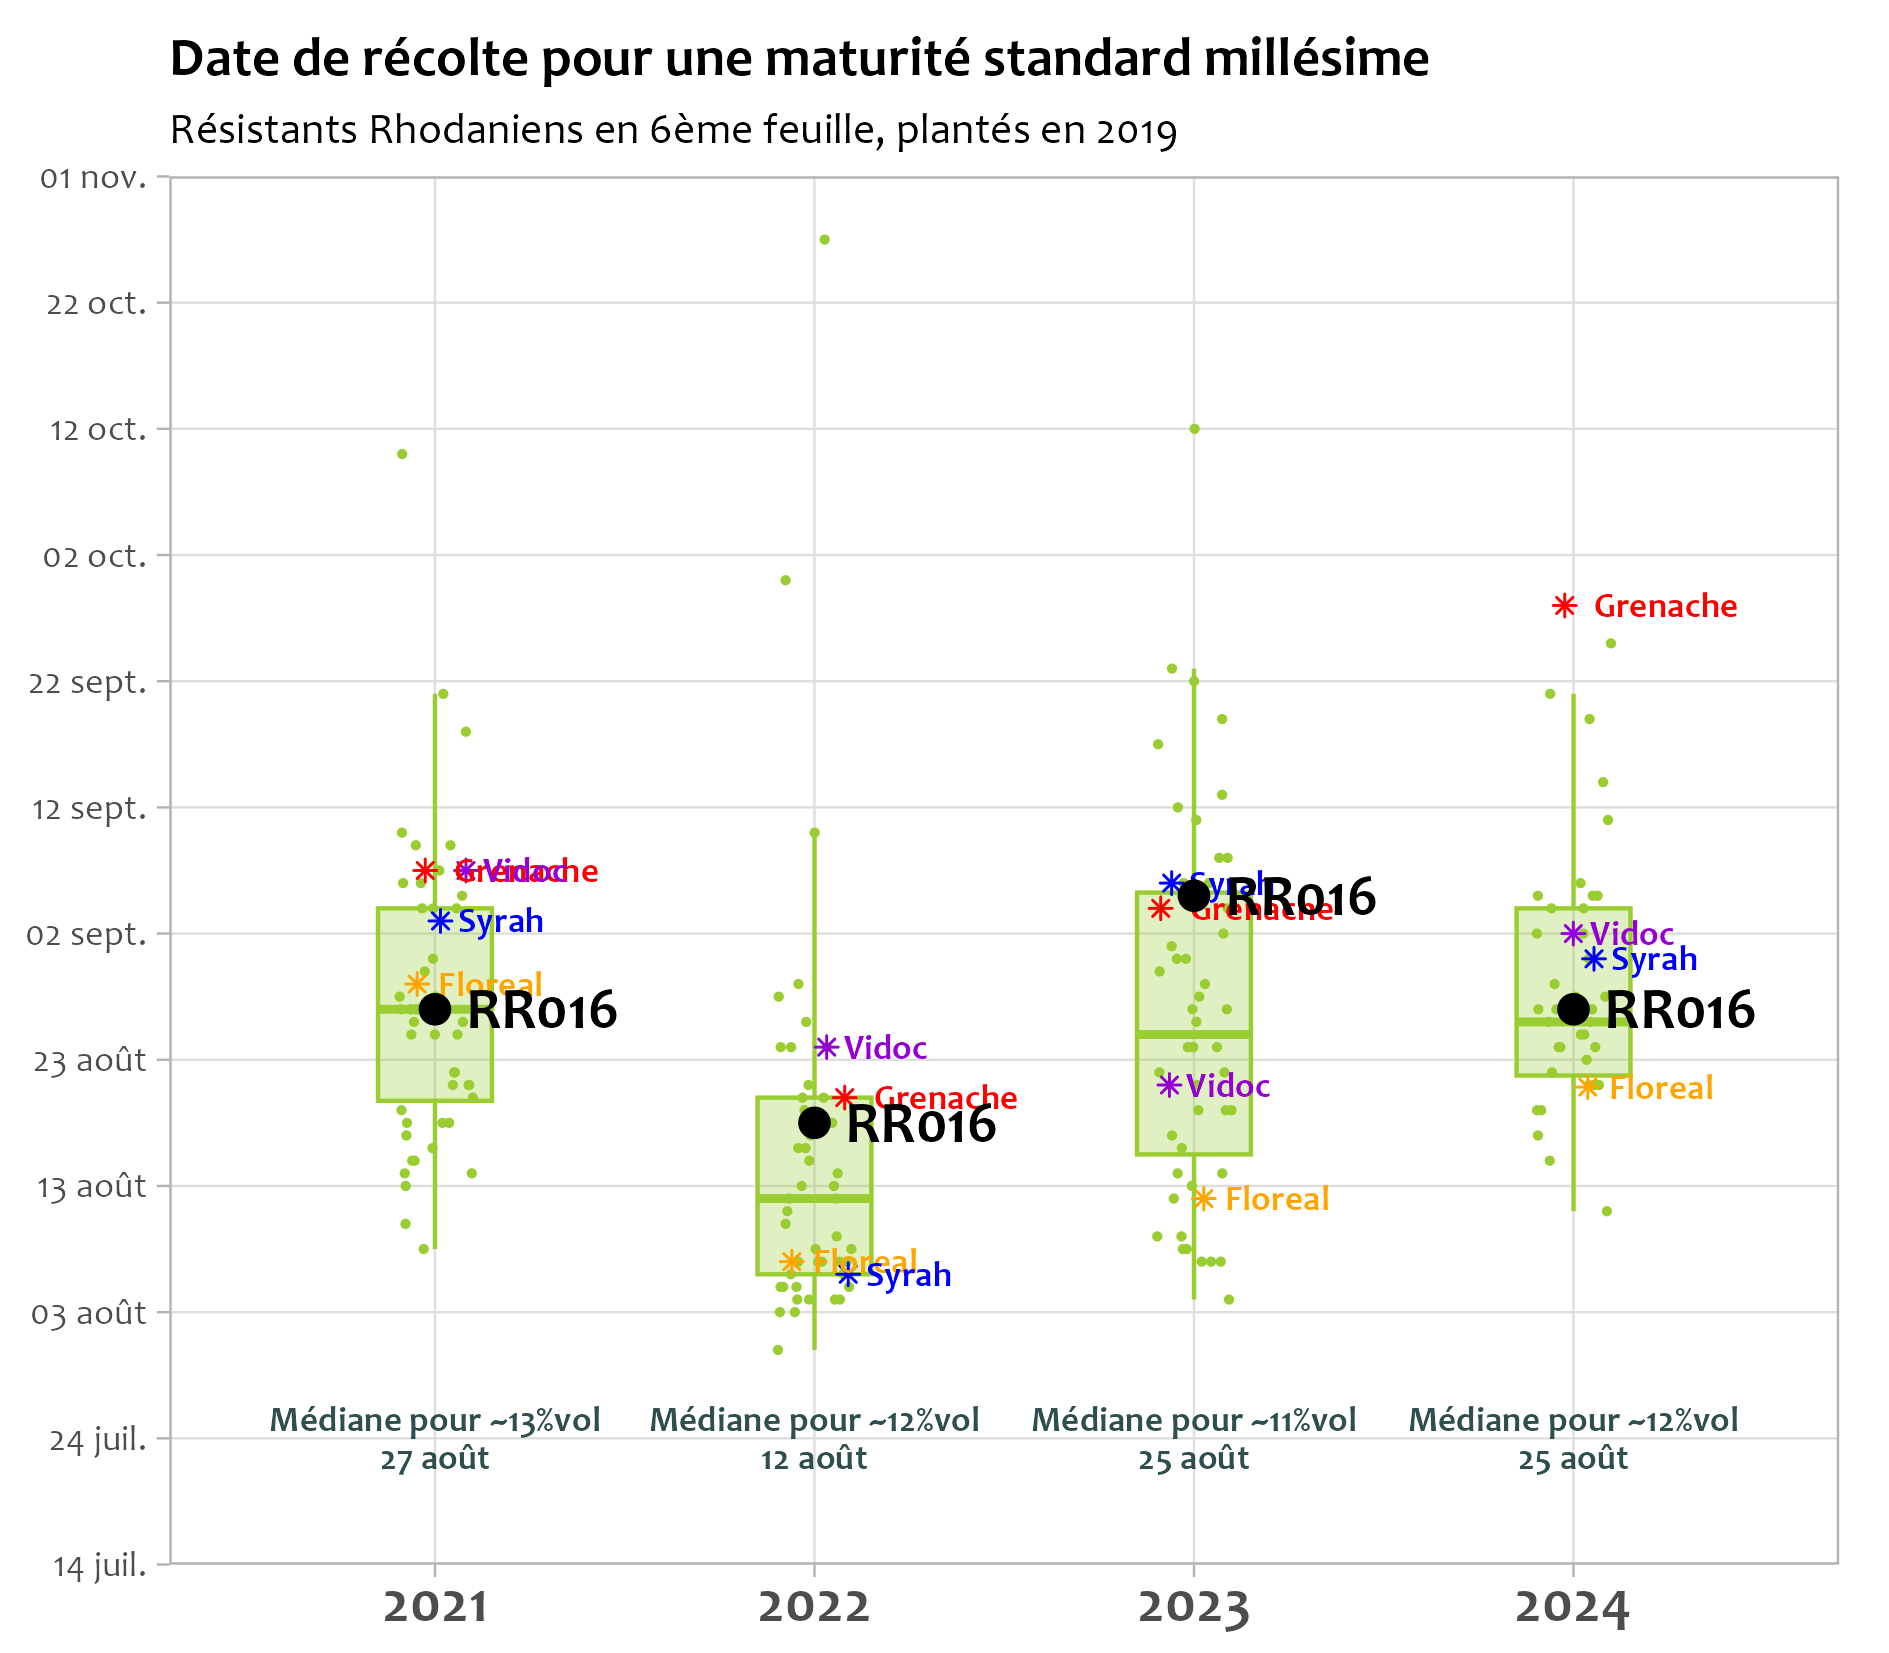 Date de récolte pour une maturité standard millésime
Résistants Rhodaniens en 6ème feuille, plantés en 2019
01 nov.
22 oct.
12 oct.
02 oct.
22 sept.
12 sept.
02 sept.
23 août
13 août
03 août
24 juil.
14 juil.
Grenache
Vidoc
Syrah
Floreal
RR016
Vidoc
Grenache
RR016
Floreal
Syrah
Syrah
RR016
Grenache
Vidoc
Floreal
Grenache
Vidoc
Syrah
RR016
Floreal
Médiane pour ~13%vol
27 août
Médiane pour ~12%vol
12 août
Médiane pour ~11%vol
25 août
Médiane pour ~12%vol
25 août
2021
2022
2023
2024